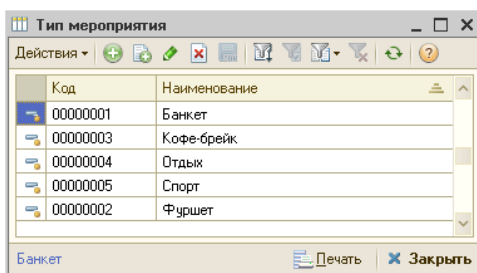 Тип мероприятия
Действия
Код Наименование
00000001 Банкет
00000003 Кофе-брейк
00000004 Отдых
00000005 Спорт
00000002 Фуршет
Банкет Печать Закрыть